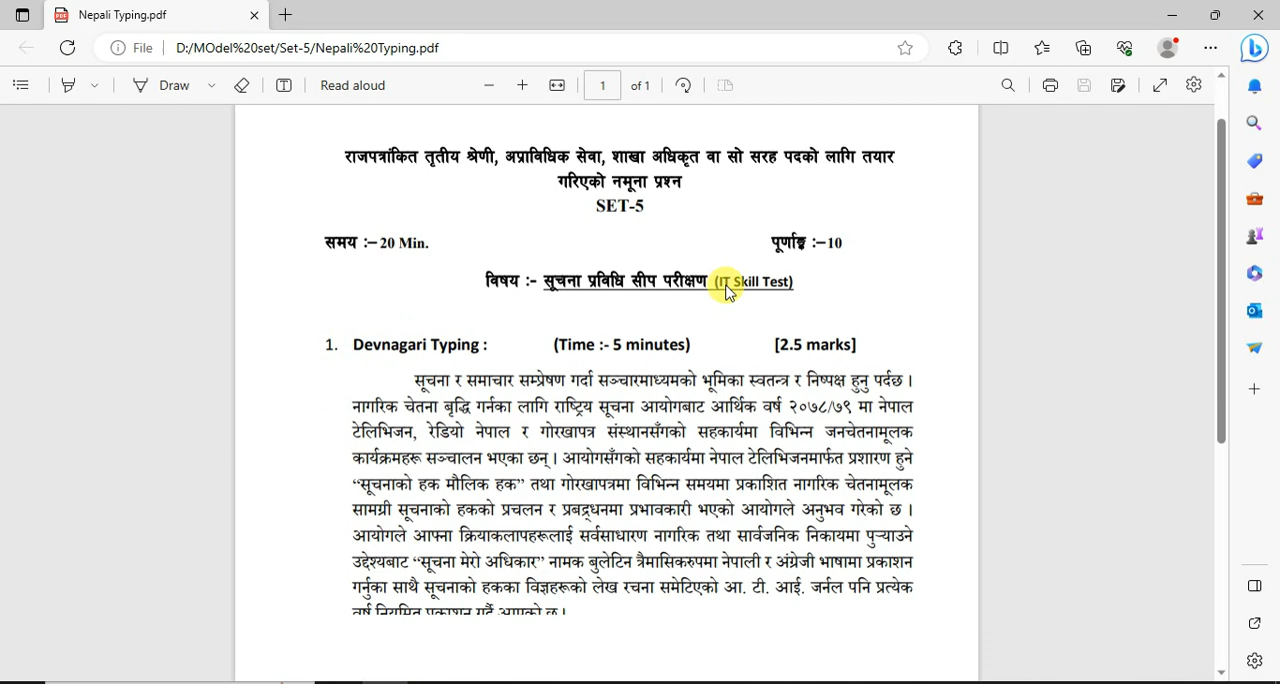 Nepali Typing.pdf
File
D:/MOdel%20set/Set-5/Nepali%20Typing.pdf
Draw
Read aloud
1 of 1
राजपत्रांकित तृतीय श्रेणी, अप्राविधिक सेवा, शाखा अधिकृत वा सो सरह पदको लागि तयार
गरिएको नमूना प्रश्न
SET-5
समय :– 20 Min. पूर्णाङ्क :–10
विषय :- सूचना प्रविधि सीप परीक्षण (IT Skill Test)
1. Devnagari Typing : (Time :- 5 minutes) [2.5 marks]
सूचना र समाचार सम्प्रेषण गर्दा सञ्चारमाध्यमको भूमिका स्वतन्त्र र निष्पक्ष हुनु पर्दछ ।
नागरिक चेतना बृद्धि गर्नका लागि राष्ट्रिय सूचना आयोगबाट आर्थिक वर्ष २०७८/७९ मा नेपाल
टेलिभिजन, रेडियो नेपाल र गोरखापत्र संस्थानसँगको सहकार्यमा विभिन्न जनचेतनामूलक
कार्यक्रमहरू सञ्चालन भएका छन् । आयोगसँगको सहकार्यमा नेपाल टेलिभिजनमार्फत प्रशारण हुने
“सूचनाको हक मौलिक हक” तथा गोरखापत्रमा विभिन्न समयमा प्रकाशित नागरिक चेतनामूलक
सामग्री सूचनाको हकको प्रचलन र प्रबद्र्धनमा प्रभावकारी भएको आयोगले अनुभव गरेको छ ।
आयोगले आफ्ना क्रियाकलापहरूलाई सर्वसाधारण नागरिक तथा सार्वजनिक निकायमा पुऱ्याउने
उद्देश्यबाट “सूचना मेरो अधिकार” नामक बुलेटिन त्रैमासिकरुपमा नेपाली र अंग्रेजी भाषामा प्रकाशन
गर्नुका साथै सूचनाको हकका विज्ञहरूको लेख रचना समेटिएको आ. टी. आई. जर्नल पनि प्रत्येक
वर्ष नियमित प्रकाशन गर्दै आएको छ ।